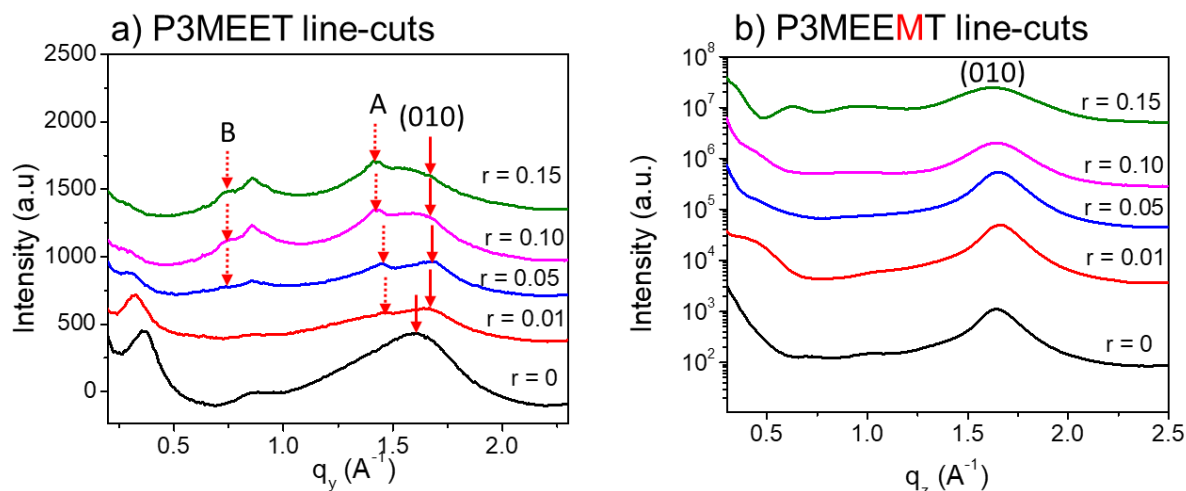 a) P3MEET line-cuts
2500
2000
1500
1000
500
0
Intensity (a.u)
B
A
(010)
r = 0.15
r = 0.10
r = 0.05
r = 0.01
r = 0
0.5
1.0
1.5
2.0
q_y (A^-1)
b) P3MEEMT line-cuts
10^8
10^7
10^6
10^5
10^4
10^3
10^2
Intensity (a.u.)
(010)
r = 0.15
r = 0.10
r = 0.05
r = 0.01
r = 0
0.5
1.0
1.5
2.0
2.5
q_z (A^-1)